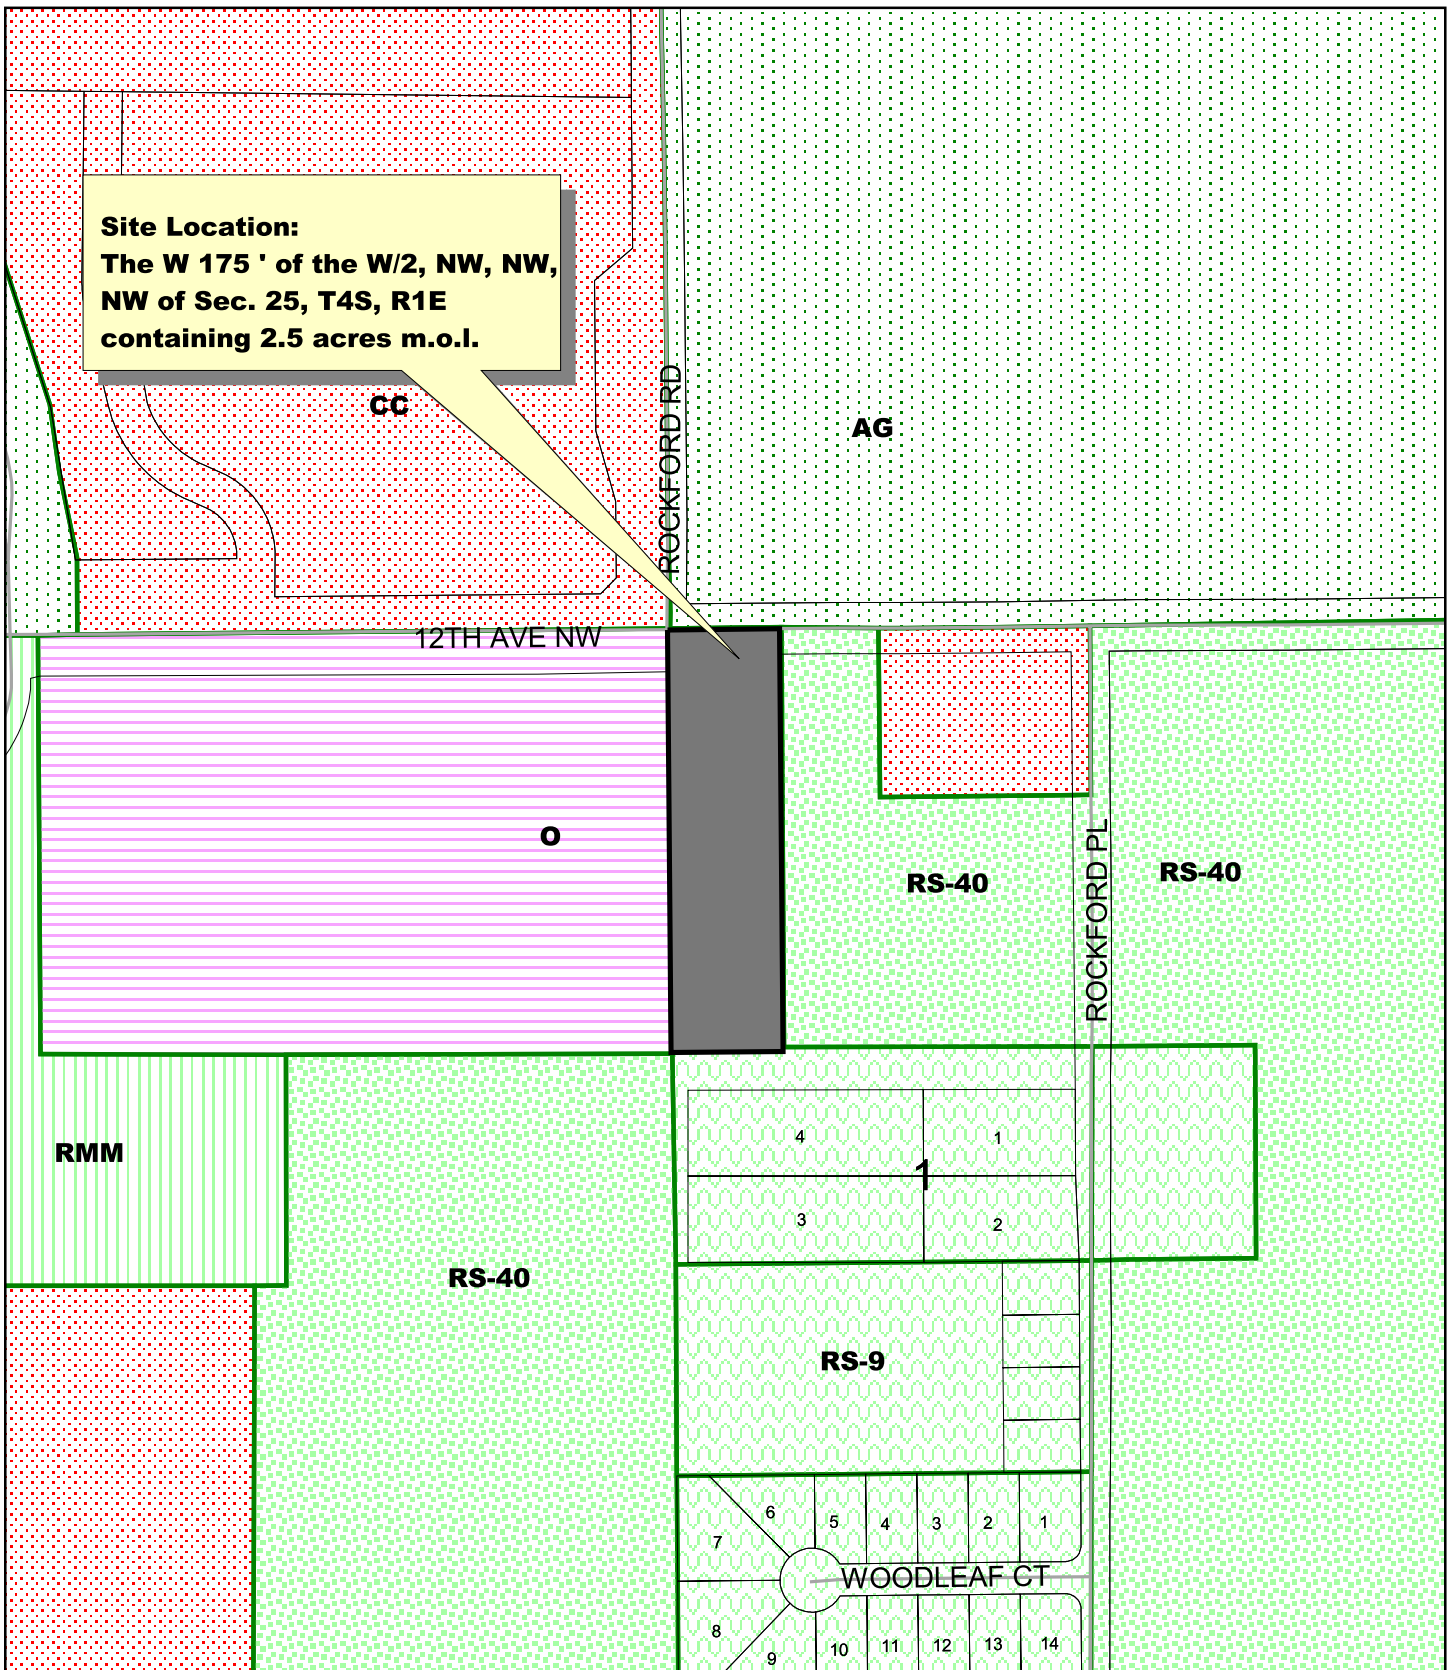 Site Location:
The W 175 ' of the W/2, NW, NW,
NW of Sec. 25, T4S, R1E
containing 2.5 acres m.o.l.
CC
ROCKFORD RD
AG
12TH AVE NW
O
RS-40
RS-40
ROCKFORD PL
RMM
4
1
1
3
2
RS-40
RS-9
6
5
4
3
2
1
7
WOODLEAF CT
8
9
10
11
12
13
14